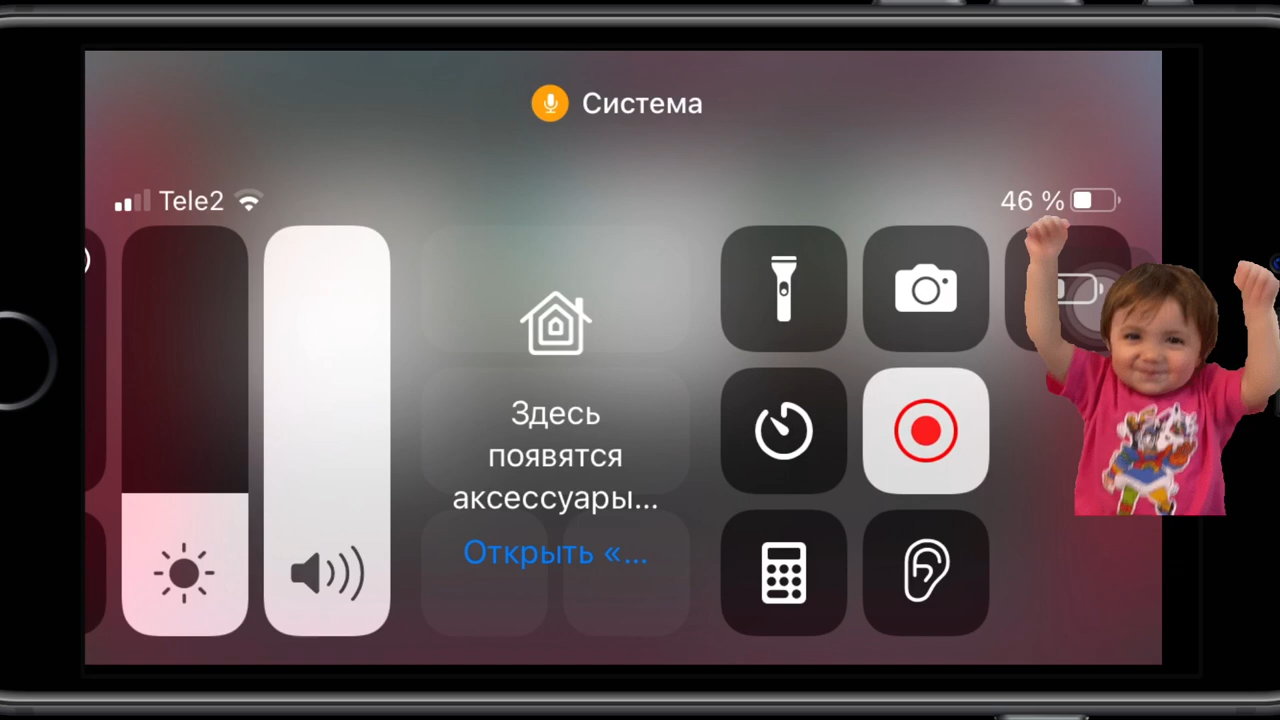 Система
Tele2
46 %
Здесь
появятся
аксессуары...
Открыть «...